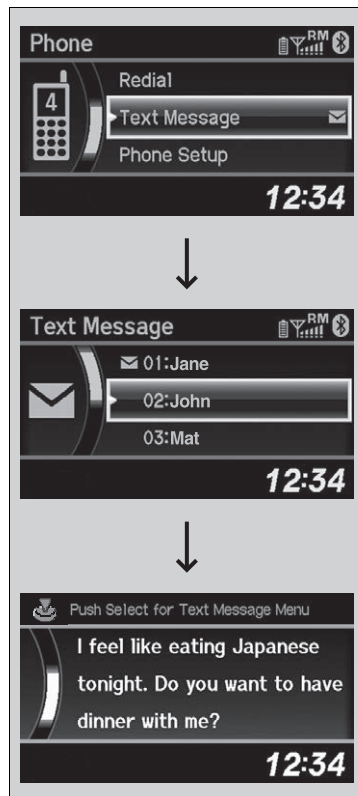 Phone
RM
4
Redial
Text Message
Phone Setup
12:34
Text Message
RM
01:Jane
02:John
03:Mat
12:34
Push Select for Text Message Menu
I feel like eating Japanese
tonight. Do you want to have
dinner with me?
12:34